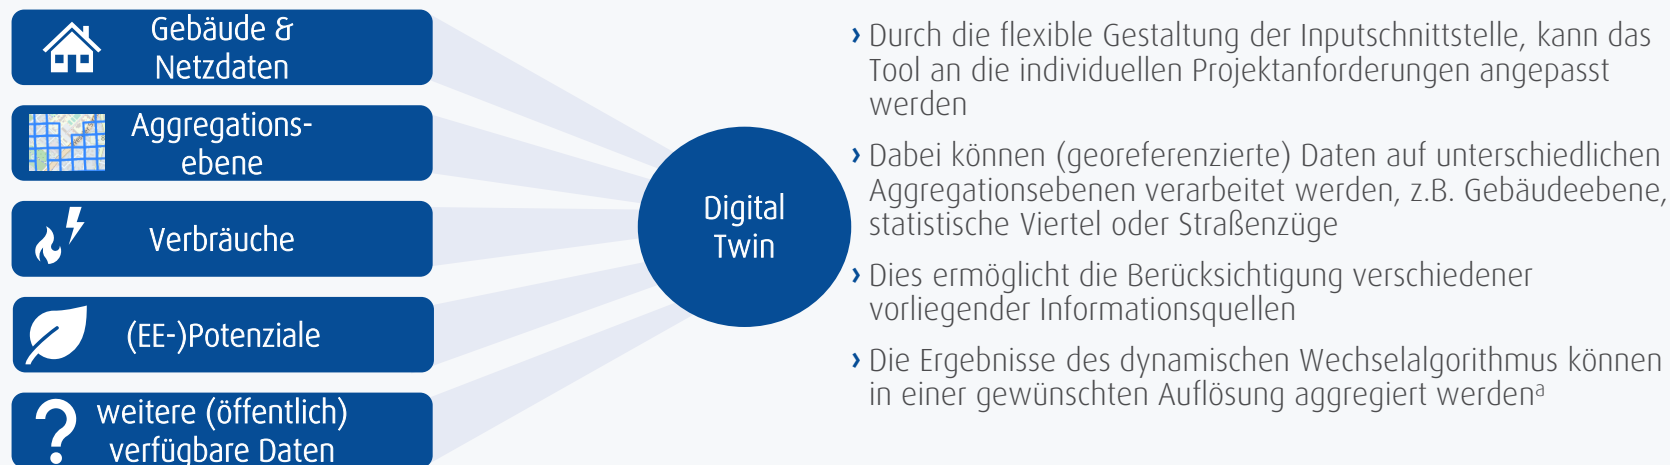 Gebäude &
Netzdaten
Aggregations-
ebene
Verbräuche
(EE-)Potenziale
weitere (öffentlich)
verfügbare Daten
Digital
Twin
› Durch die flexible Gestaltung der Inputschnittstelle, kann das
Tool an die individuellen Projektanforderungen angepasst
werden
› Dabei können (georeferenzierte) Daten auf unterschiedlichen
Aggregationsebenen verarbeitet werden, z.B. Gebäudeebene,
statistische Viertel oder Straßenzüge
› Dies ermöglicht die Berücksichtigung verschiedener
vorliegender Informationsquellen
› Die Ergebnisse des dynamischen Wechselalgorithmus können
in einer gewünschten Auflösung aggregiert werdenᵃ